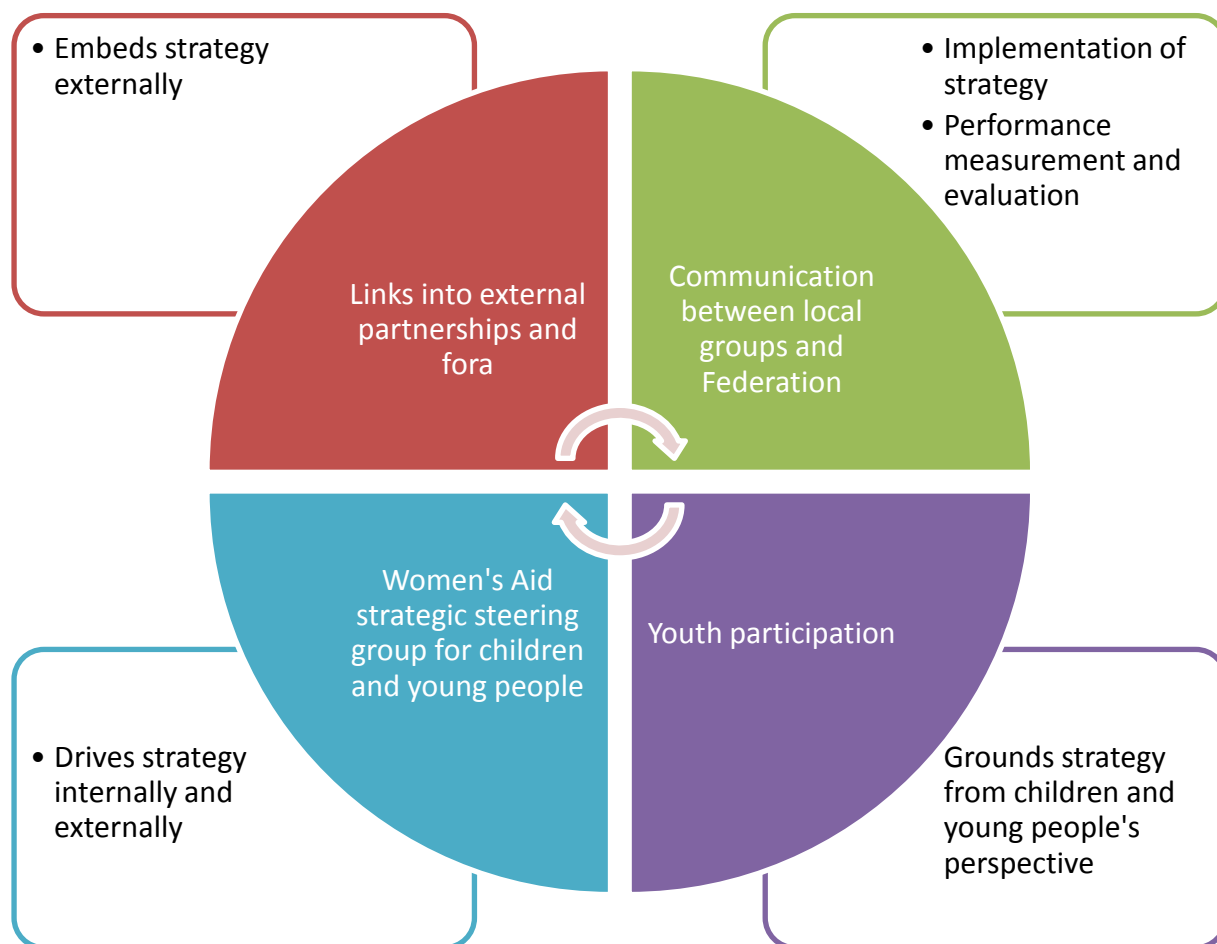 • Embeds strategy
externally
• Implementation of
strategy
• Performance
measurement and
evaluation
Links into external
partnerships and
fora
Communication
between local
groups and
Federation
Women's Aid
strategic steering
group for children
and young people
Youth participation
• Drives strategy
internally and
externally
Grounds strategy
from children and
young people's
perspective